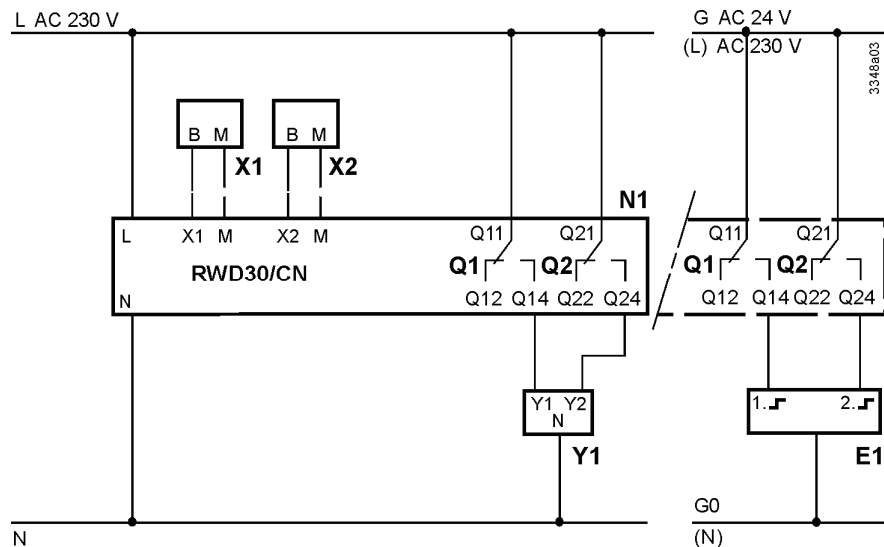 L AC 230 V
G AC 24 V
(L) AC 230 V
3348a03
B M
X1
B M
X2
N1
L X1 M X2 M Q11 Q21
Q11 Q21
RWD30/CN
Q1 Q2
Q1 Q2
N Q12 Q14 Q22 Q24
Q12 Q14 Q22 Q24
Y1 Y2
N
Y1
1. 2.
E1
N
G0
(N)